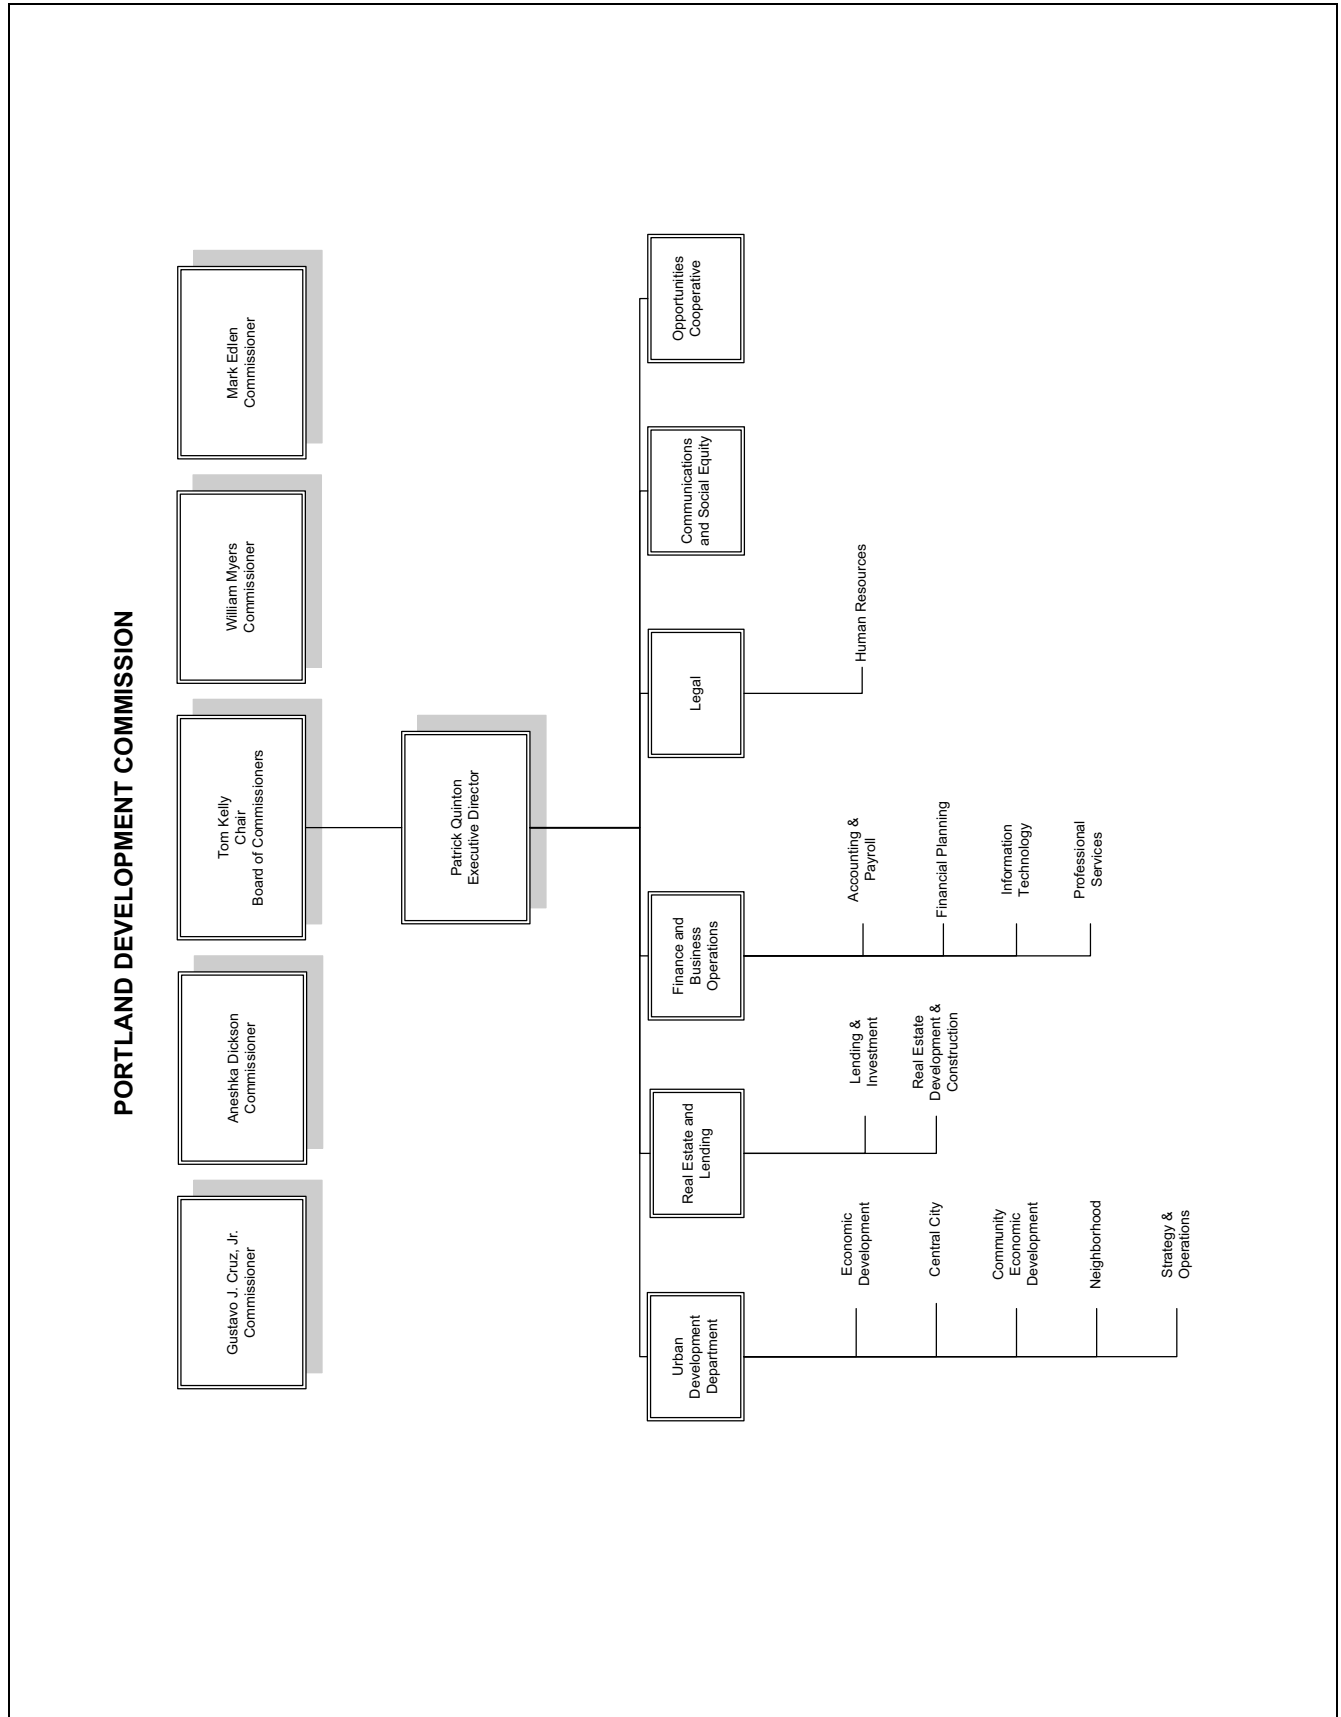 PORTLAND DEVELOPMENT COMMISSION
Gustavo J. Cruz, Jr.
Commissioner
Aneshka Dickson
Commissioner
Tom Kelly
Chair
Board of Commissioners
William Myers
Commissioner
Mark Edlen
Commissioner
Patrick Quinton
Executive Director
Urban
Development
Department
Real Estate and
Lending
Finance and
Business
Operations
Legal
Communications
and Social Equity
Opportunities
Cooperative
Economic
Development
Central City
Community
Economic
Development
Neighborhood
Strategy &
Operations
Lending &
Investment
Real Estate
Development &
Construction
Accounting &
Payroll
Financial Planning
Information
Technology
Professional
Services
Human Resources